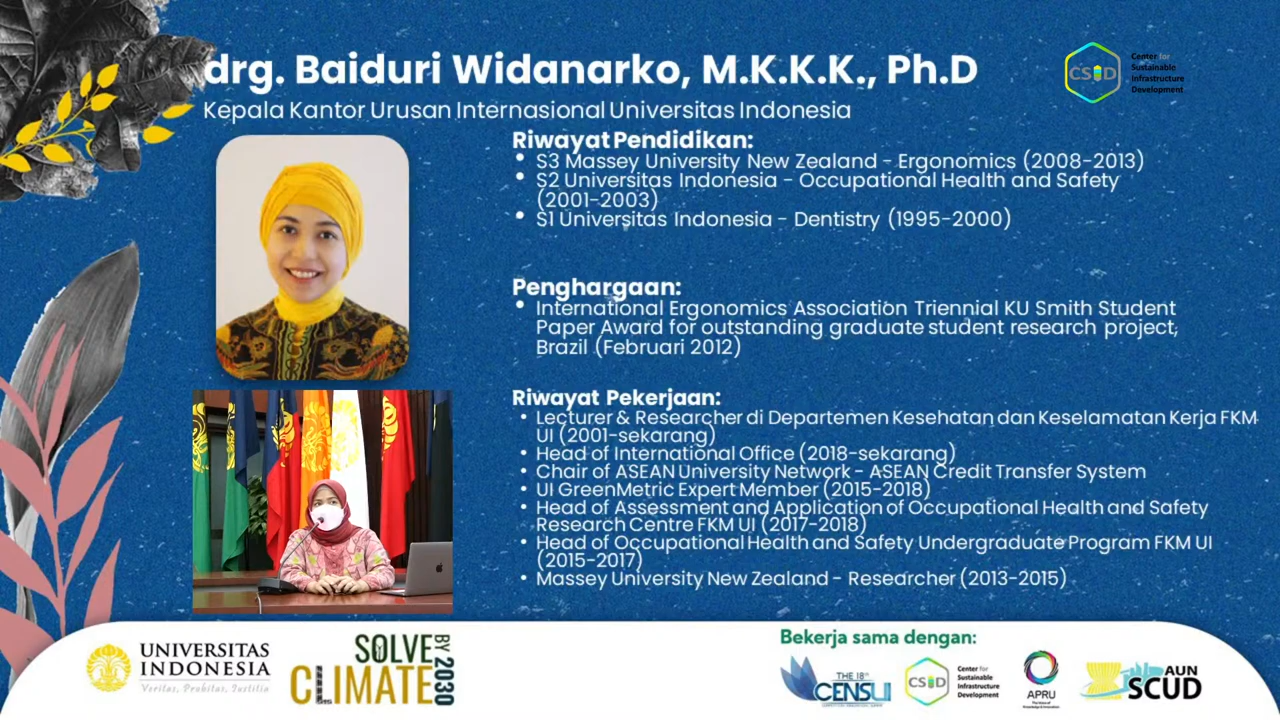 drg. Baiduri Widanarko, M.K.K.K., Ph.D
Kepala Kantor Urusan Internasional Universitas Indonesia
CSID
Center for
Sustainable
Infrastructure
Development
Riwayat Pendidikan:
• S3 Massey University New Zealand - Ergonomics (2008-2013)
• S2 Universitas Indonesia - Occupational Health and Safety
(2001-2003)
• S1 Universitas Indonesia - Dentistry (1995-2000)
Penghargaan:
• International Ergonomics Association Triennial KU Smith Student
Paper Award for outstanding graduate student research project,
Brazil (Februari 2012)
Riwayat Pekerjaan:
• Lecturer & Researcher di Departemen Kesehatan dan Keselamatan Kerja FKM
UI (2001-sekarang)
• Head of International Office (2018-sekarang)
• Chair of ASEAN University Network - ASEAN Credit Transfer System
• UI GreenMetric Expert Member (2015-2018)
• Head of Assessment and Application of Occupational Health and Safety
Research Centre FKM UI (2017-2018)
• Head of Occupational Health and Safety Undergraduate Program FKM UI
(2015-2017)
• Massey University New Zealand - Researcher (2013-2015)
UNIVERSITAS
INDONESIA
Veritas, Probitas, Iustitia
SOLVE
CLIMATE
BY 2030
Bekerja sama dengan:
THE 18th
CENSUI
CSID
Center for
Sustainable
Infrastructure
Development
APRU
AUN
SCUD